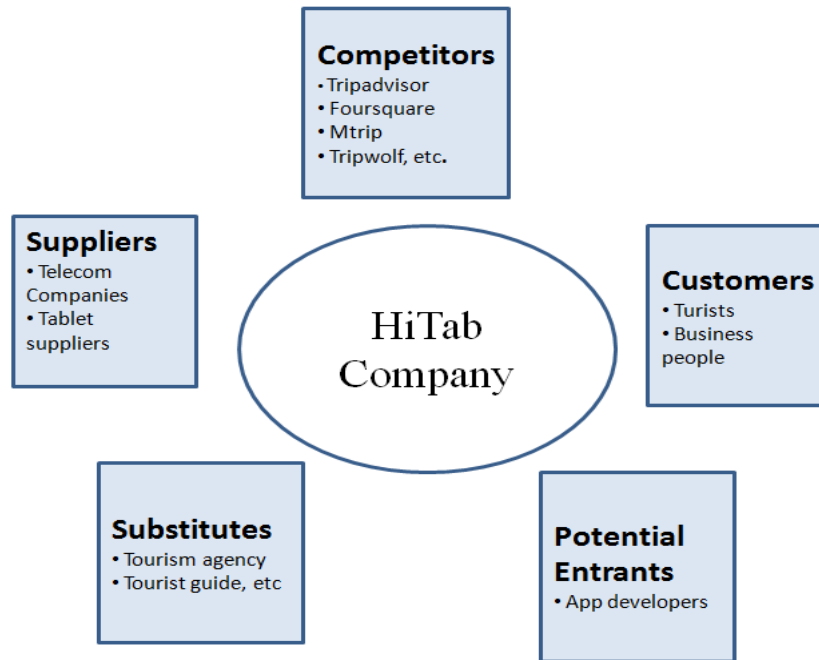 Competitors
• Tripadvisor
• Foursquare
• Mtrip
• Tripwolf, etc.
Suppliers
• Telecom
Companies
• Tablet
suppliers
HiTab
Company
Customers
• Turists
• Business
people
Substitutes
• Tourism agency
• Tourist guide, etc
Potential
Entrants
• App developers